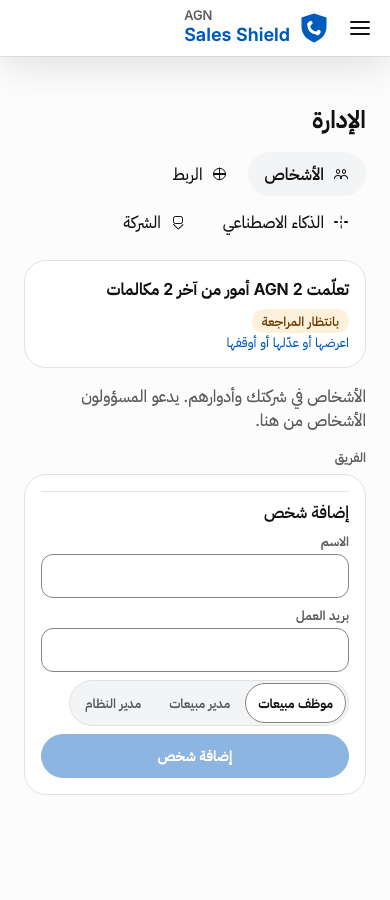 AGN
Sales Shield
الإدارة
الأشخاص
الربط
الذكاء الاصطناعي
الشركة
تعلّمت AGN 2 أمور من آخر 2 مكالمات
بانتظار المراجعة
اعرضها أو عدّلها أو أوقفها
الأشخاص في شركتك وأدوارهم. يدعو المسؤولون
الأشخاص من هنا.
الفريق
إضافة شخص
الاسم
بريد العمل
موظف مبيعات
مدير مبيعات
مدير النظام
إضافة شخص